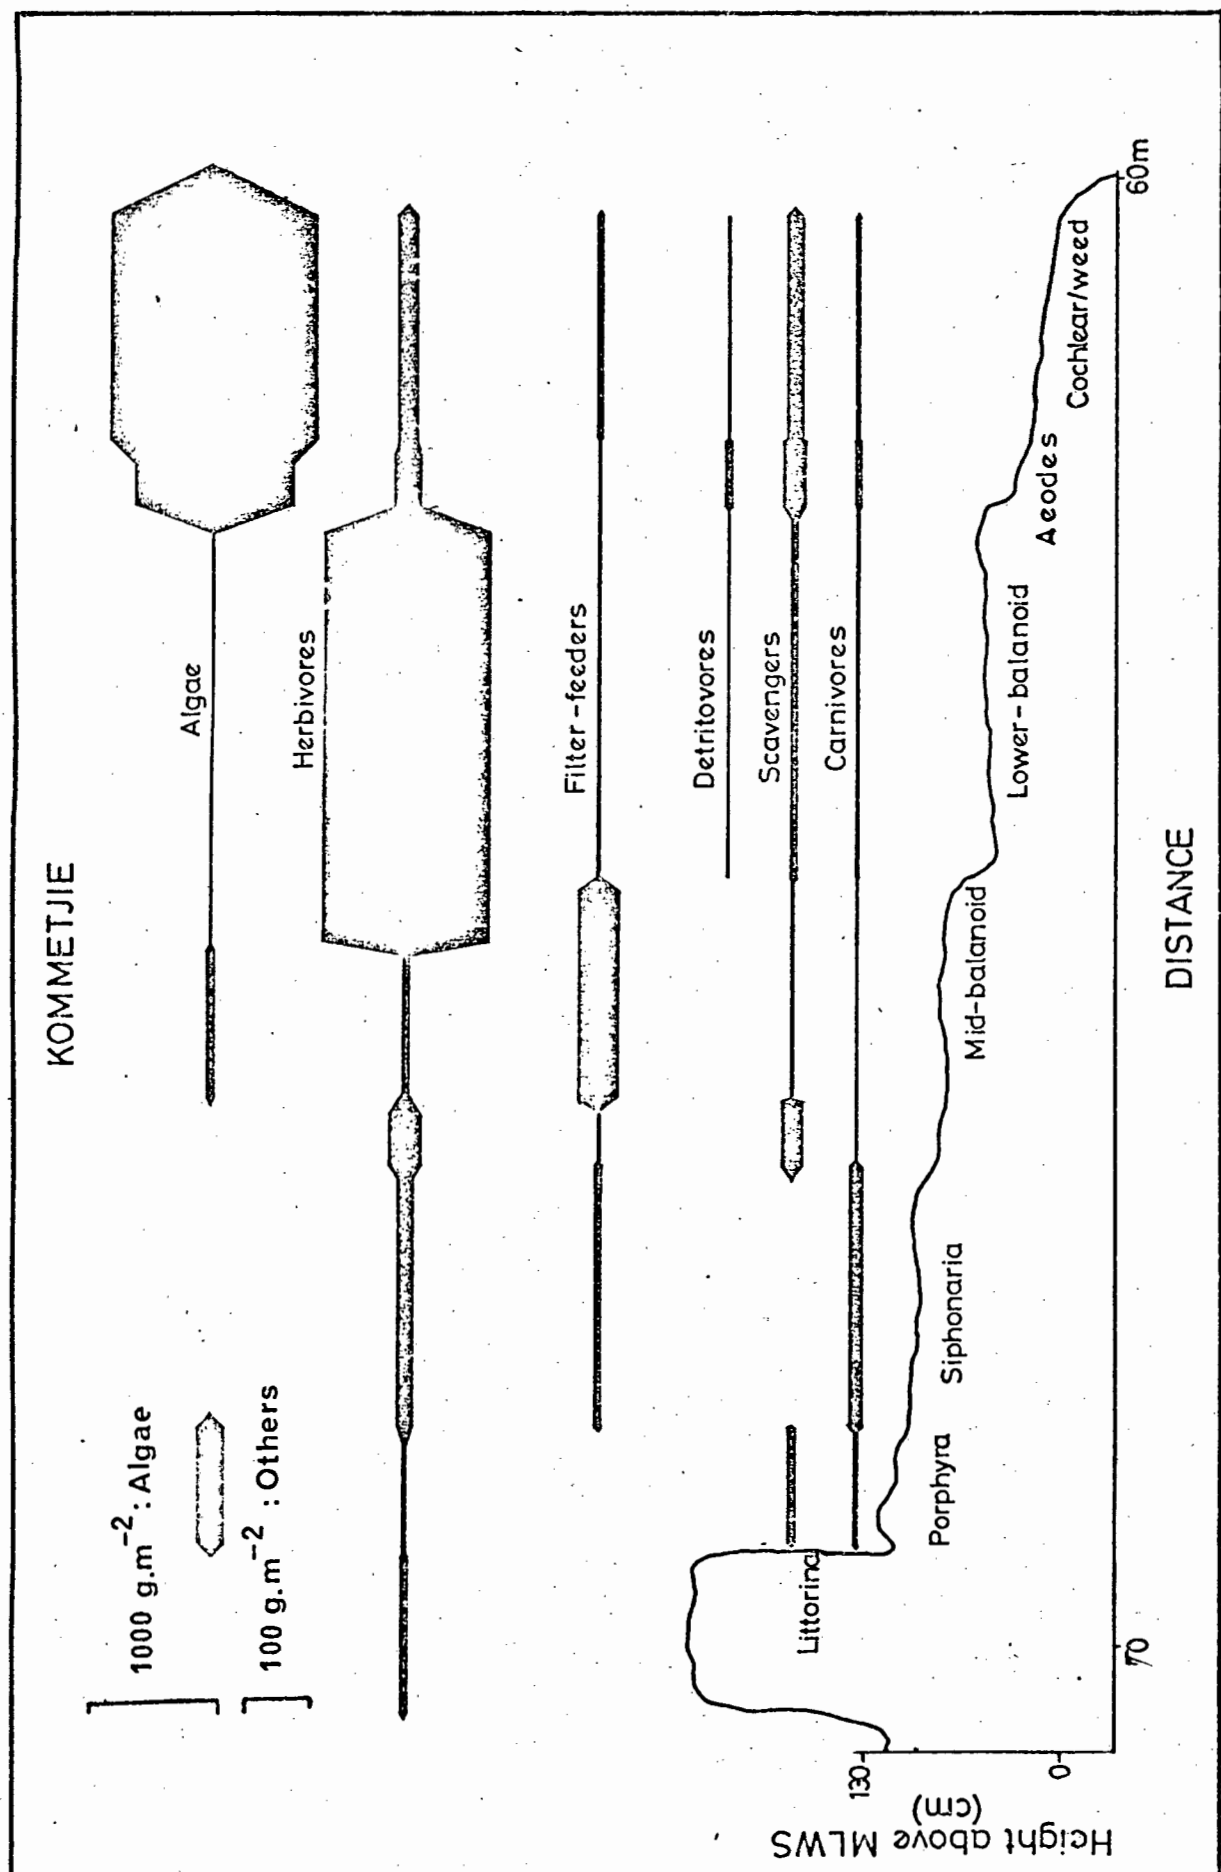 KOMMETJIE
1000 g.m⁻² : Algae
100 g.m⁻² : Others
Algae
Herbivores
Filter-feeders
Detritovores
Scavengers
Carnivores
Littorina
Porphyra
Siphonaria
Mid-balanoid
Lower-balanoid
Aeodes
Cochlear/weed
Height above MLWS
(cm)
130
0
70
60m
DISTANCE